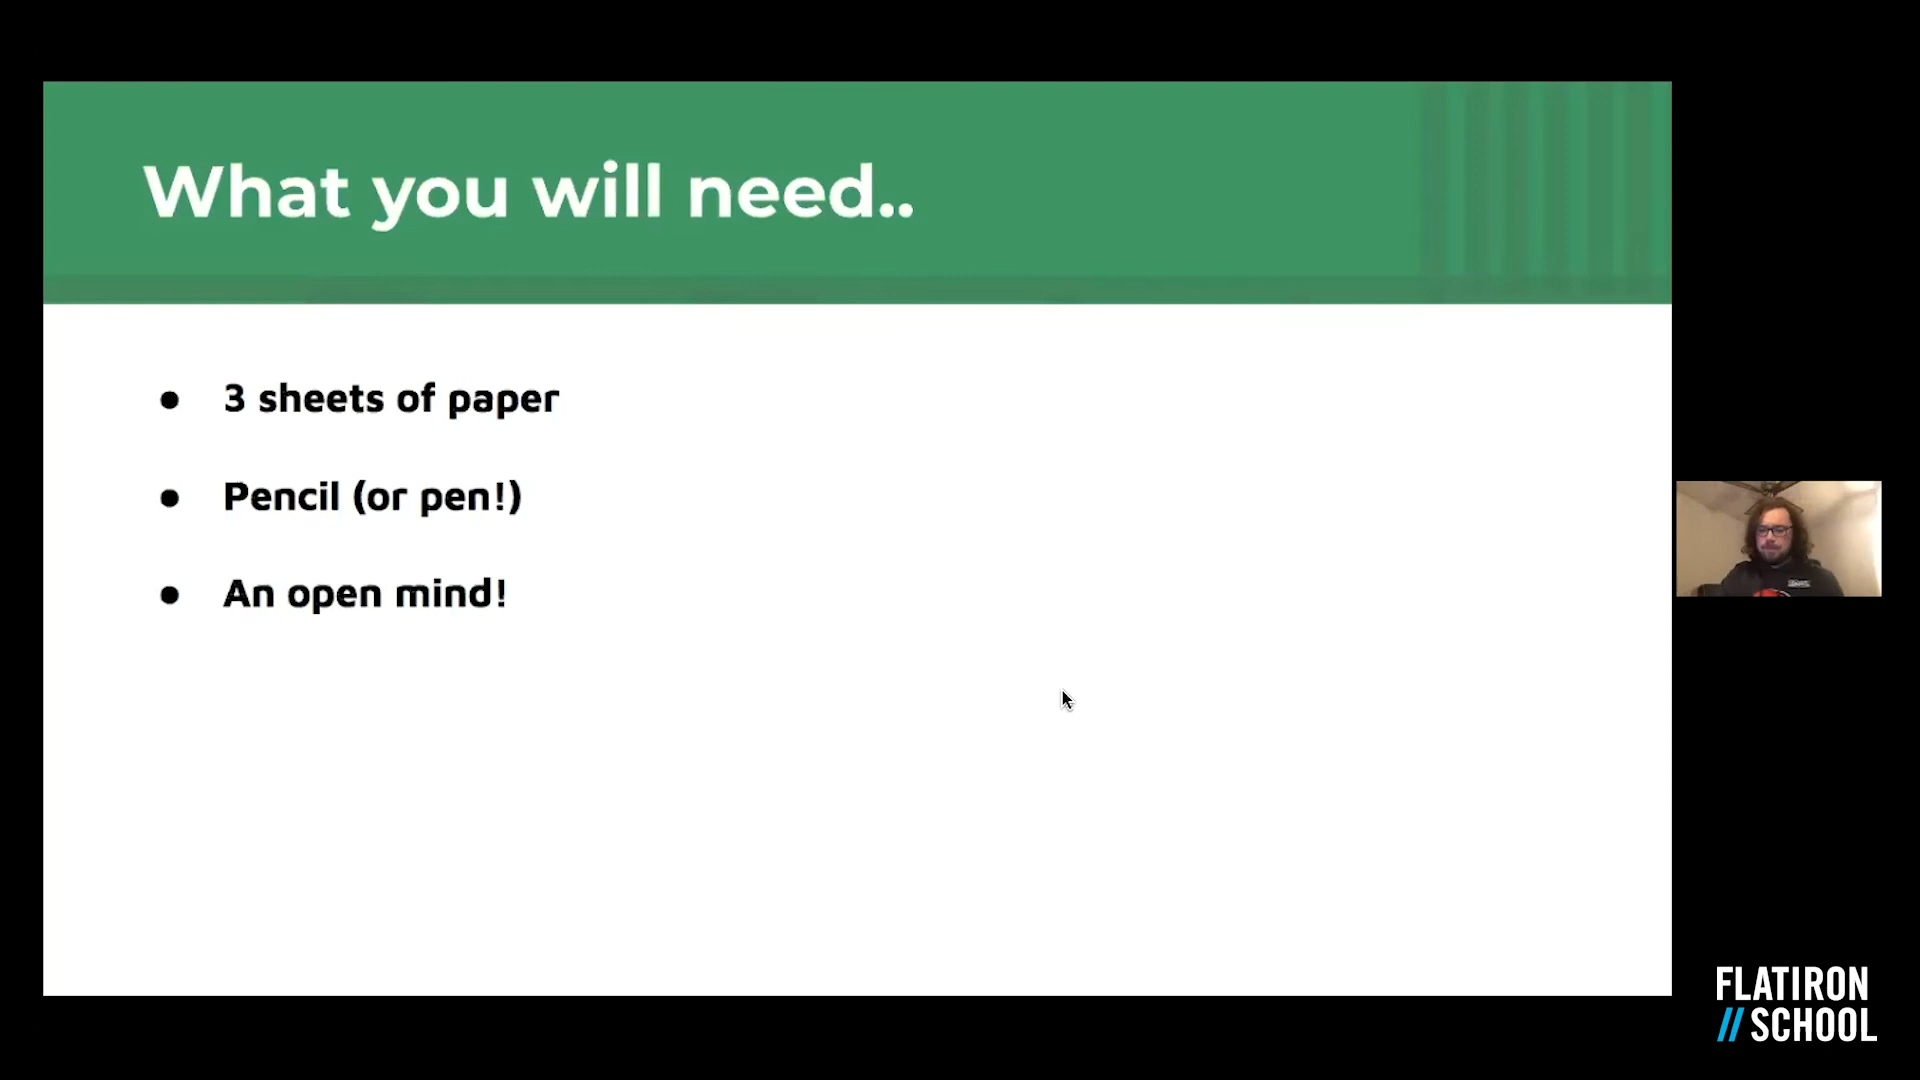 What you will need..
● 3 sheets of paper
● Pencil (or pen!)
● An open mind!
FLATIRON
// SCHOOL